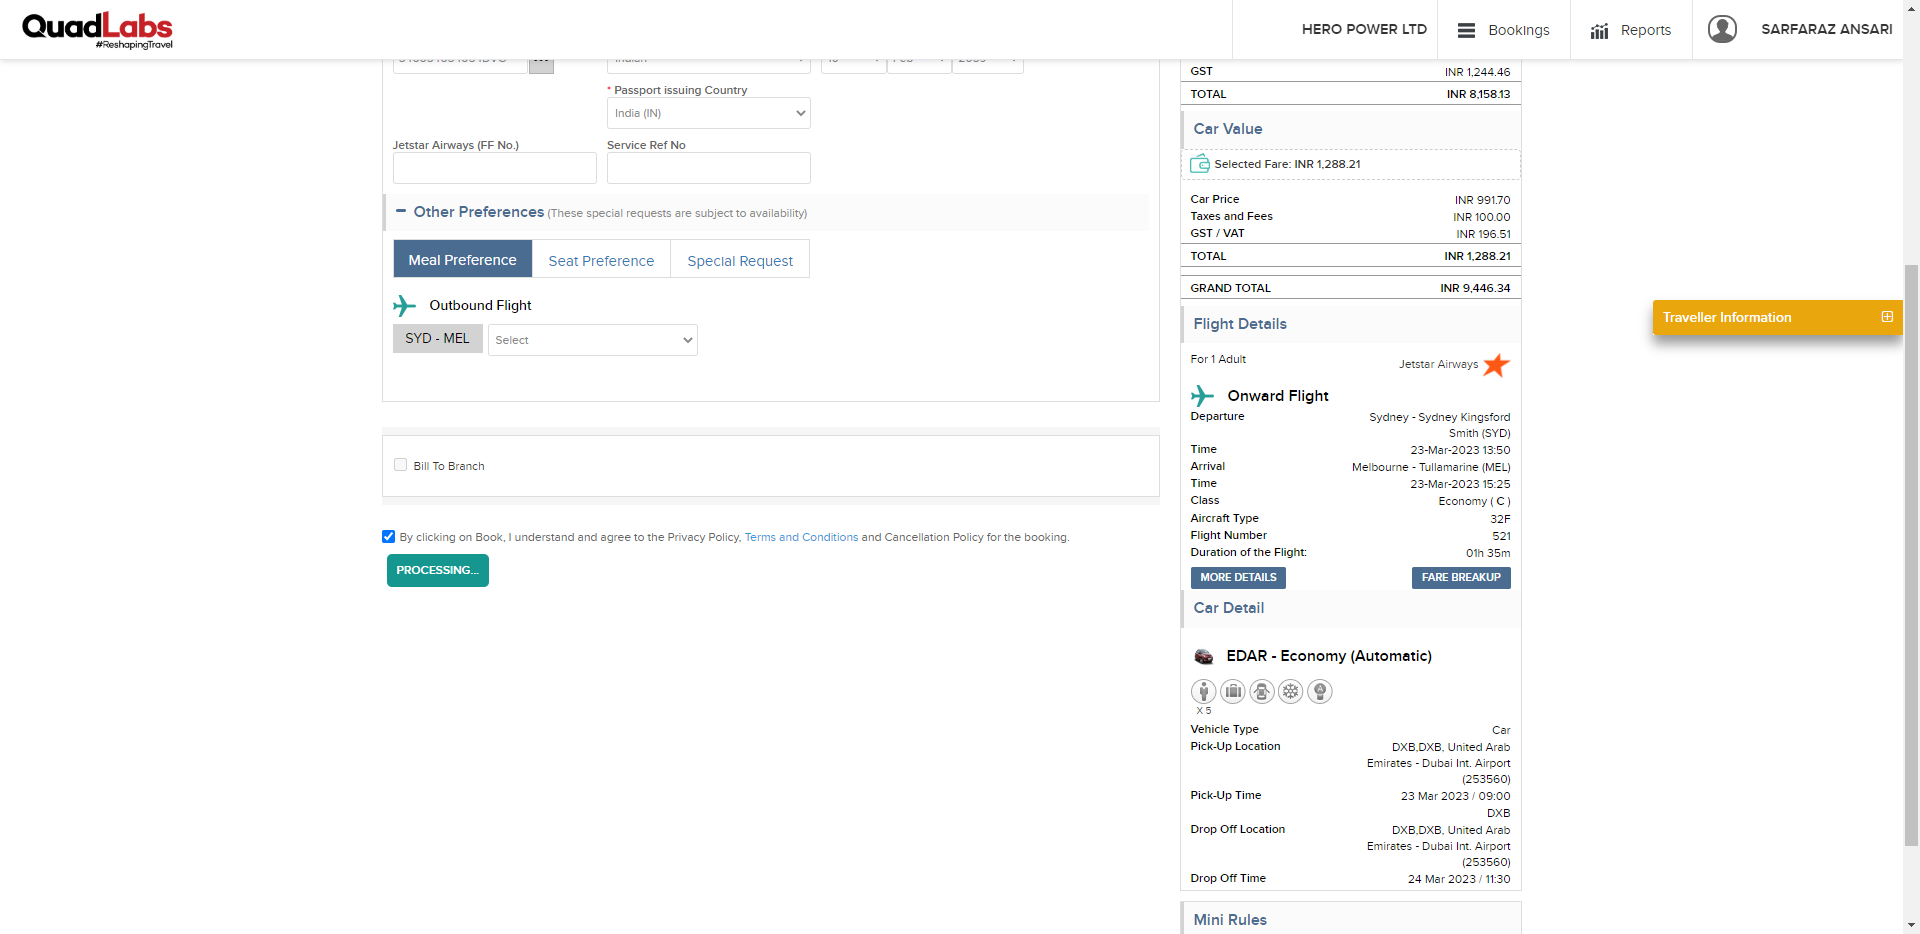 QuadLabs
#ReshapingTravel
HERO POWER LTD
Bookings
Reports
SARFARAZ ANSARI
* Passport issuing Country
India (IN)
Jetstar Airways (FF No.)
Service Ref No
Other Preferences (These special requests are subject to availability)
Meal Preference
Seat Preference
Special Request
Outbound Flight
SYD - MEL
Select
Bill To Branch
By clicking on Book, I understand and agree to the Privacy Policy, Terms and Conditions and Cancellation Policy for the booking.
PROCESSING...
GST INR 1,244.46
TOTAL INR 8,158.13
Car Value
Selected Fare: INR 1,288.21
Car Price INR 991.70
Taxes and Fees INR 100.00
GST / VAT INR 196.51
TOTAL INR 1,288.21
GRAND TOTAL INR 9,446.34
Flight Details
For 1 Adult Jetstar Airways
Onward Flight
Departure Sydney - Sydney Kingsford
Smith (SYD)
Time 23-Mar-2023 13:50
Arrival Melbourne - Tullamarine (MEL)
Time 23-Mar-2023 15:25
Class Economy ( C )
Aircraft Type 32F
Flight Number 521
Duration of the Flight: 01h 35m
MORE DETAILS FARE BREAKUP
Car Detail
EDAR - Economy (Automatic)
X 5
Vehicle Type Car
Pick-Up Location DXB,DXB, United Arab
Emirates - Dubai Int. Airport
(253560)
Pick-Up Time 23 Mar 2023 / 09:00
DXB
Drop Off Location DXB,DXB, United Arab
Emirates - Dubai Int. Airport
(253560)
Drop Off Time 24 Mar 2023 / 11:30
Mini Rules
Traveller Information